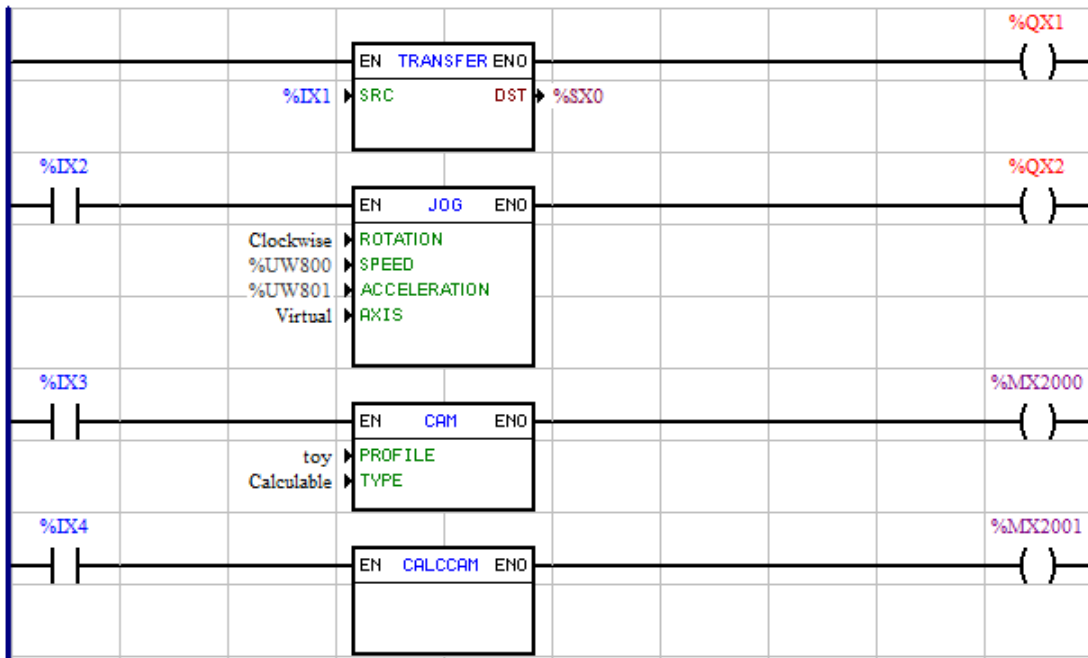 %QX1
EN TRANSFER ENO
%IX1 SRC DST %SX0
%IX2 %QX2
EN JOG ENO
Clockwise ROTATION
%UW800 SPEED
%UW801 ACCELERATION
Virtual AXIS
%IX3 %MX2000
EN CAM ENO
toy PROFILE
Calculable TYPE
%IX4 %MX2001
EN CALCCAM ENO